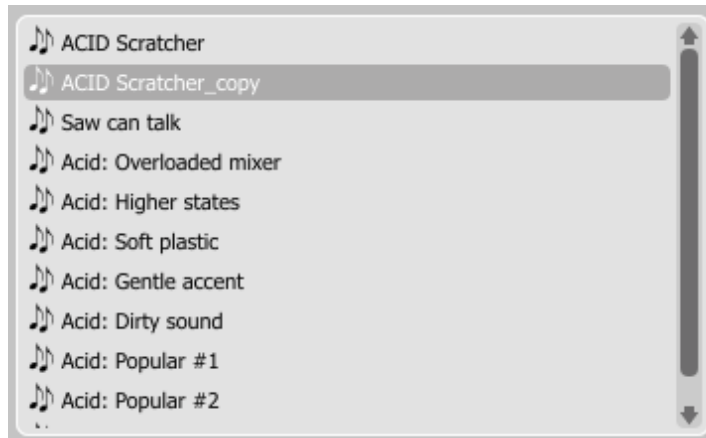 ACID Scratcher
ACID Scratcher_copy
Saw can talk
Acid: Overloaded mixer
Acid: Higher states
Acid: Soft plastic
Acid: Gentle accent
Acid: Dirty sound
Acid: Popular #1
Acid: Popular #2